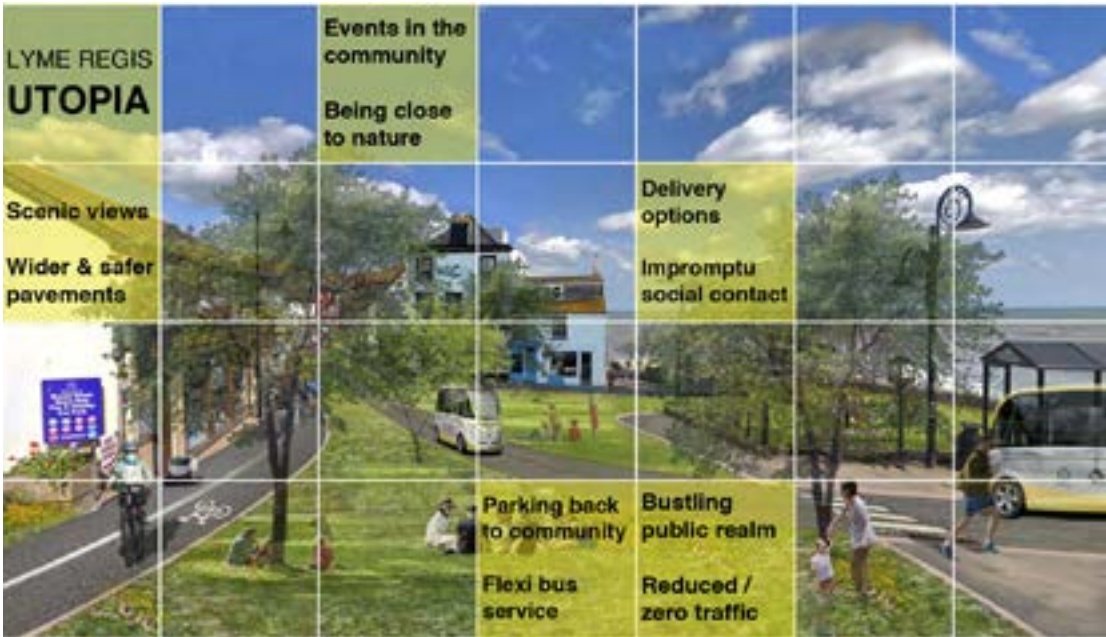 LYME REGIS
UTOPIA
Events in the
community
Being close
to nature
Scenic views
Wider & safer
pavements
Delivery
options
Impromptu
social contact
Parking back
to community
Flexi bus
service
Bustling
public realm
Reduced /
zero traffic